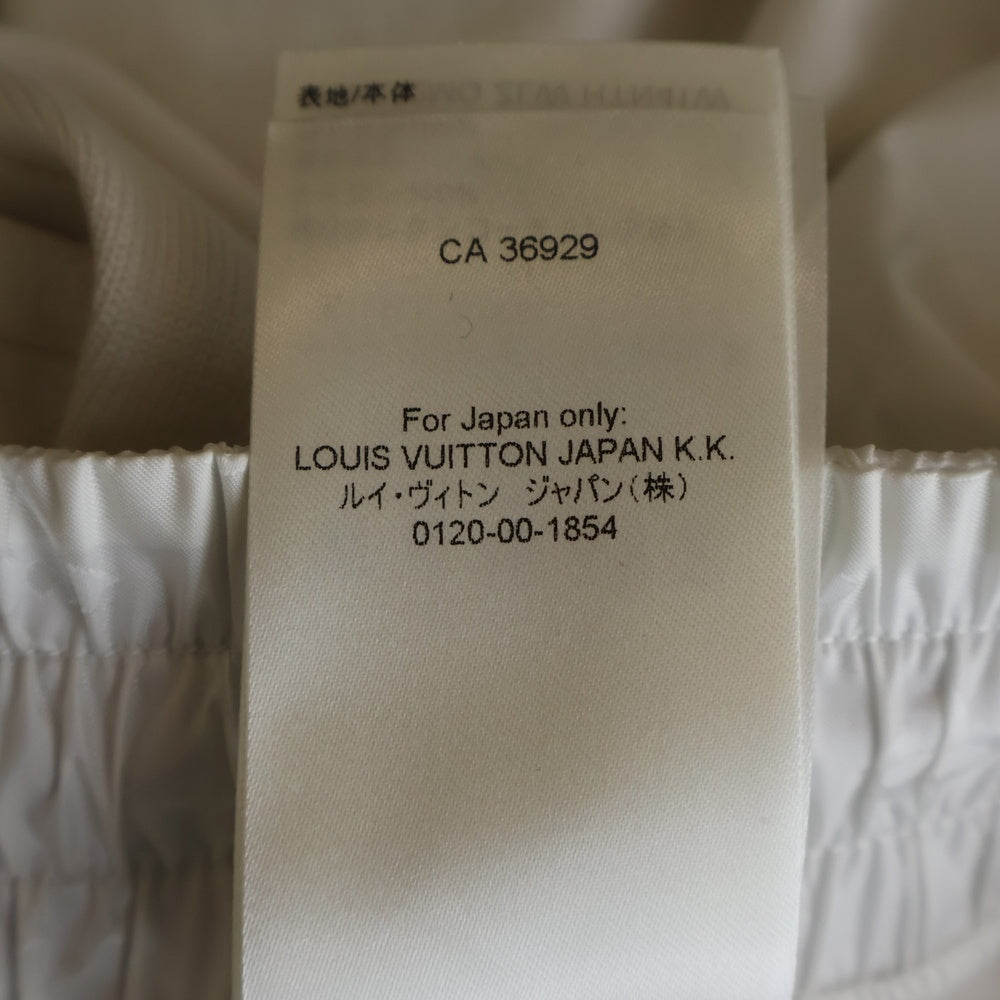 表地/本体
CA 36929
For Japan only:
LOUIS VUITTON JAPAN K.K.
ルイ・ヴィトン ジャパン(株)
0120-00-1854